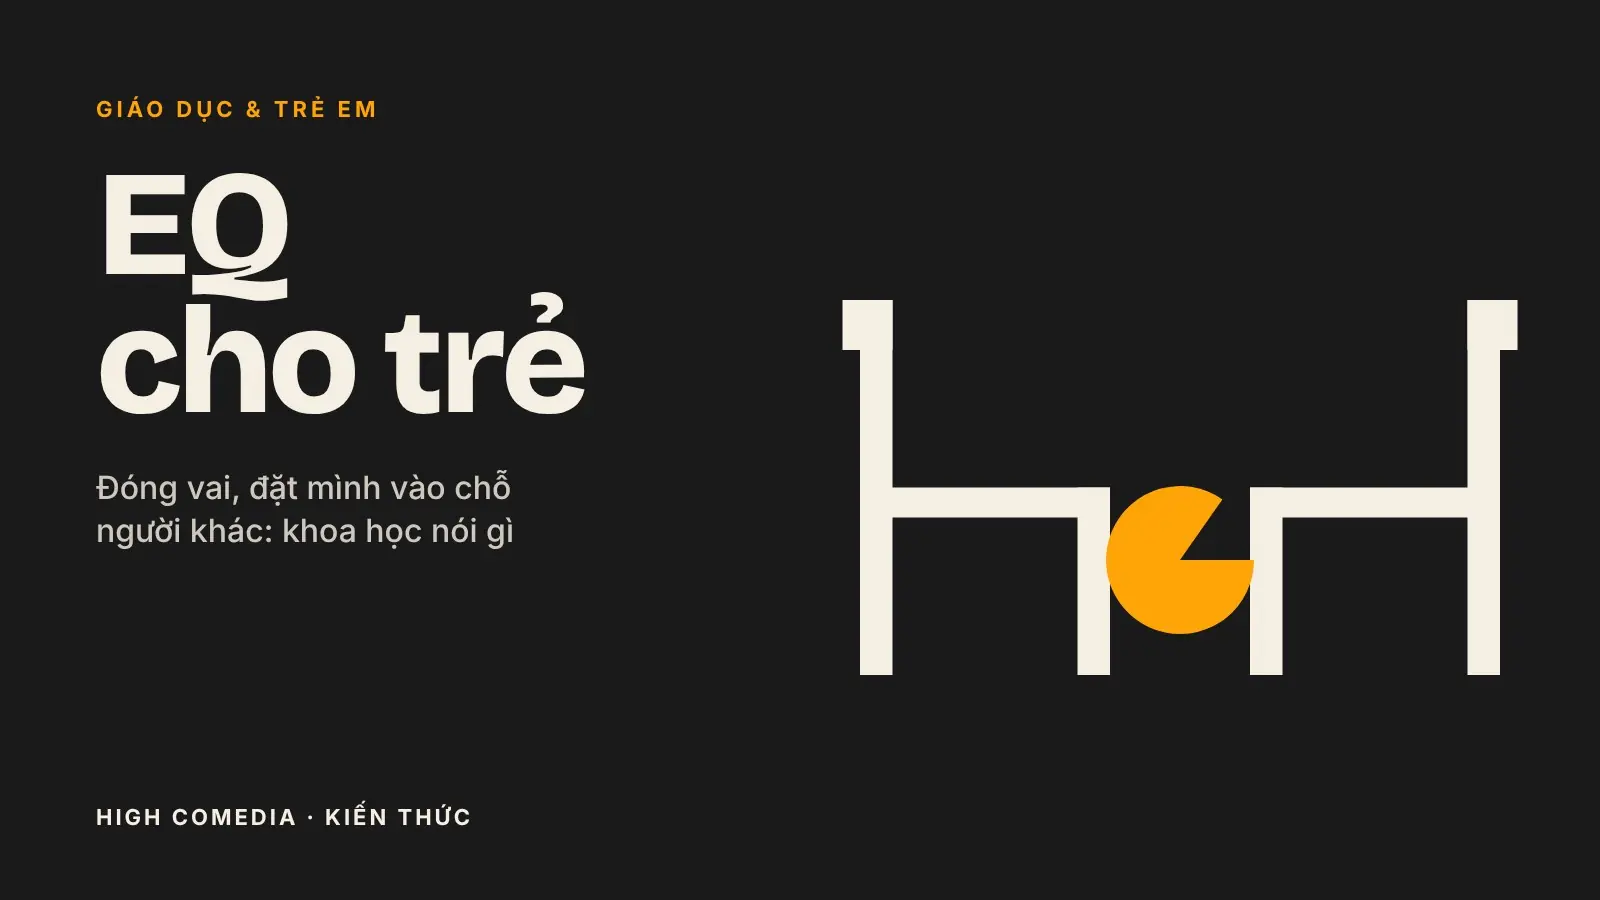 GIÁO DỤC & TRẺ EM
EQ
cho trẻ
Đóng vai, đặt mình vào chỗ
người khác: khoa học nói gì
HIGH COMEDIA · KIẾN THỨC